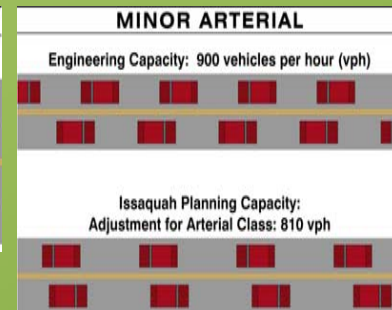 MINOR ARTERIAL
Engineering Capacity: 900 vehicles per hour (vph)
Issaquah Planning Capacity:
Adjustment for Arterial Class: 810 vph